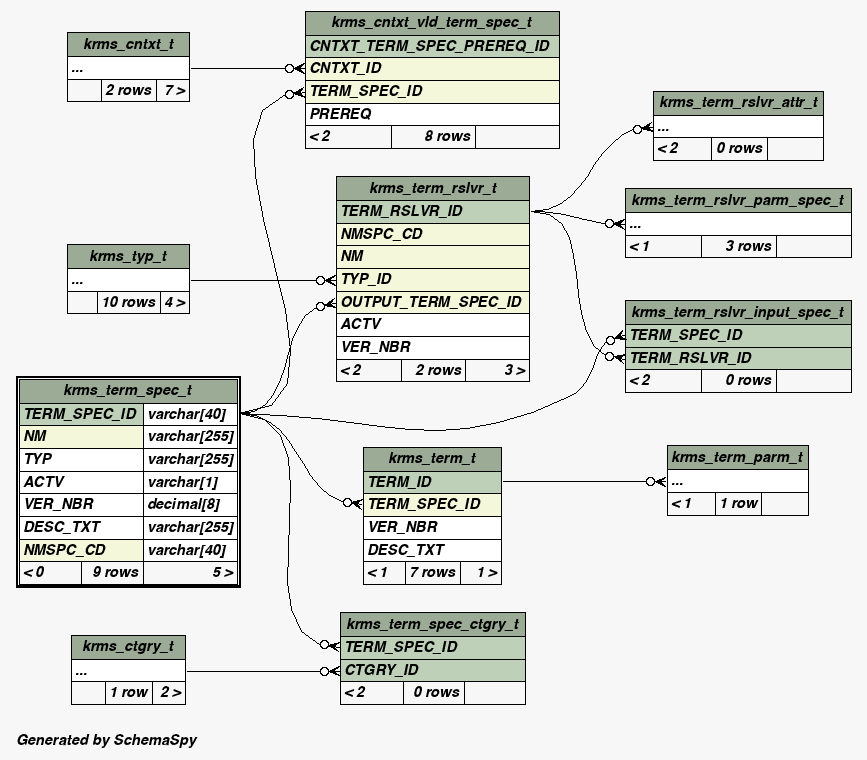 krms_cntxt_vld_term_spec_t
CNTXT_TERM_SPEC_PREREQ_ID
CNTXT_ID
TERM_SPEC_ID
PREREQ
< 2 8 rows
krms_cntxt_t
...
2 rows 7 >
krms_term_rslvr_attr_t
...
< 2 0 rows
krms_term_rslvr_t
TERM_RSLVR_ID
NMSPC_CD
NM
TYP_ID
OUTPUT_TERM_SPEC_ID
ACTV
VER_NBR
< 2 2 rows 3 >
krms_term_rslvr_parm_spec_t
...
< 1 3 rows
krms_typ_t
...
10 rows 4 >
krms_term_rslvr_input_spec_t
TERM_SPEC_ID
TERM_RSLVR_ID
< 2 0 rows
krms_term_spec_t
TERM_SPEC_ID varchar[40]
NM varchar[255]
TYP varchar[255]
ACTV varchar[1]
VER_NBR decimal[8]
DESC_TXT varchar[255]
NMSPC_CD varchar[40]
< 0 9 rows 5 >
krms_term_t
TERM_ID
TERM_SPEC_ID
VER_NBR
DESC_TXT
< 1 7 rows 1 >
krms_term_parm_t
...
< 1 1 row
krms_term_spec_ctgry_t
TERM_SPEC_ID
CTGRY_ID
< 2 0 rows
krms_ctgry_t
...
1 row 2 >
Generated by SchemaSpy